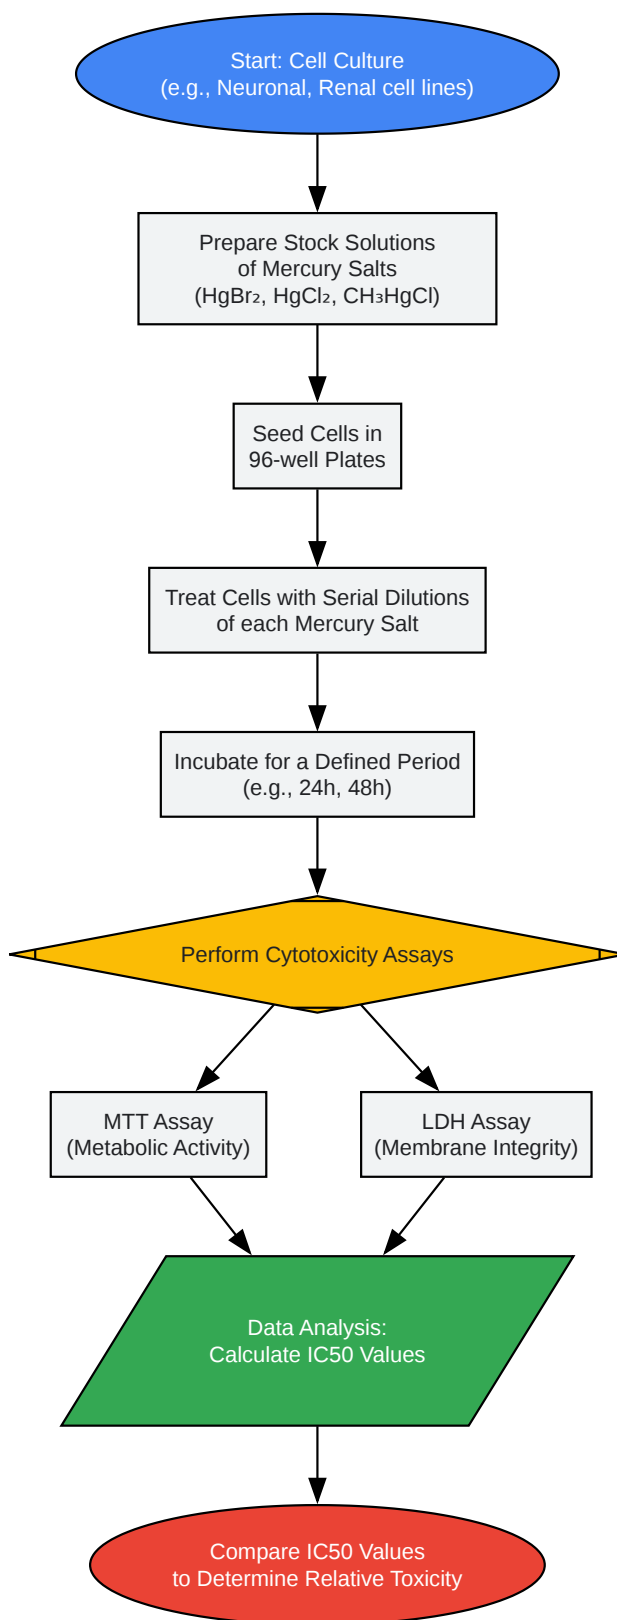 Start: Cell Culture
(e.g., Neuronal, Renal cell lines)
Prepare Stock Solutions
of Mercury Salts
(HgBr₂, HgCl₂, CH₃HgCl)
Seed Cells in
96-well Plates
Treat Cells with Serial Dilutions
of each Mercury Salt
Incubate for a Defined Period
(e.g., 24h, 48h)
Perform Cytotoxicity Assays
MTT Assay
(Metabolic Activity)
LDH Assay
(Membrane Integrity)
Data Analysis:
Calculate IC50 Values
Compare IC50 Values
to Determine Relative Toxicity